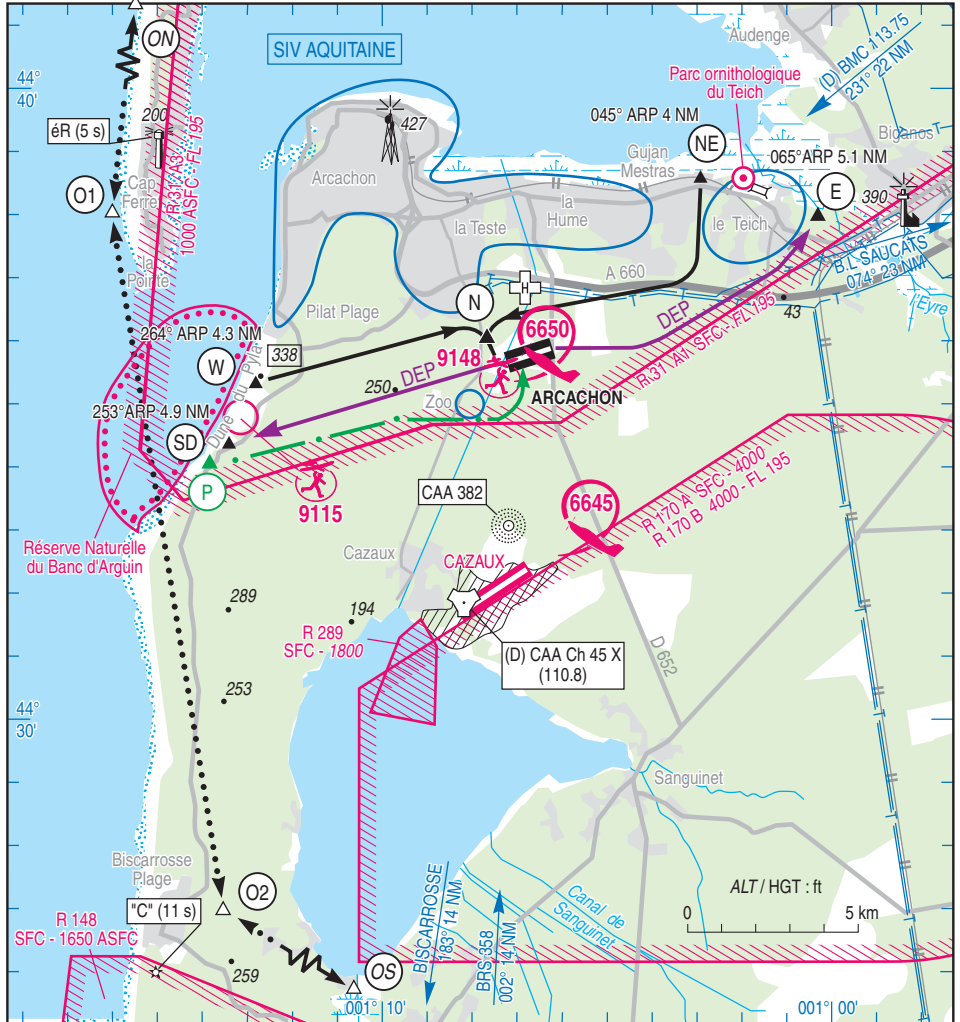 ON
SIV AQUITAINE
Audenge
(D) BMC 113.75
231° 22 NM
Parc ornithologique
du Teich
44°
40'
200
427
045° ARP 4 NM
NE
Biganos
éR (5 s)
R 31 A3
1000 ASFC - FL 195
Gujan
Mestras
065°ARP 5.1 NM
Arcachon
O1
Cap
Ferret
la Teste
la
Hume
le Teich
E
390
B.L SAUCATS
074° 23 NM
la
Pointe
A 660
l'Eyre
N
H
Pilat Plage
43
264° ARP 4.3 NM
6650
DEP
R 31 A1 SFC - FL 195
W
338
9148
DEP
250
ARCACHON
253°ARP 4.9 NM
Zoo
Dune du Pyla
SD
P
9115
CAA 382
6645
R 170 A SFC - 4000
R 170 B 4000 - FL 195
Réserve Naturelle
du Banc d'Arguin
Cazaux
CAZAUX
289
194
R 289
SFC - 1800
(D) CAA Ch 45 X
(110.8)
D 652
253
44°
30'
Sanguinet
Biscarrosse
Plage
O2
ALT / HGT : ft
"C" (11 s)
0
5 km
R 148
SFC - 1650 ASFC
Canal de
Sanguinet
BISCARROSSE
183° 14 NM
BRS 358
002° 14 NM
259
OS
001° 10'
001° 00'